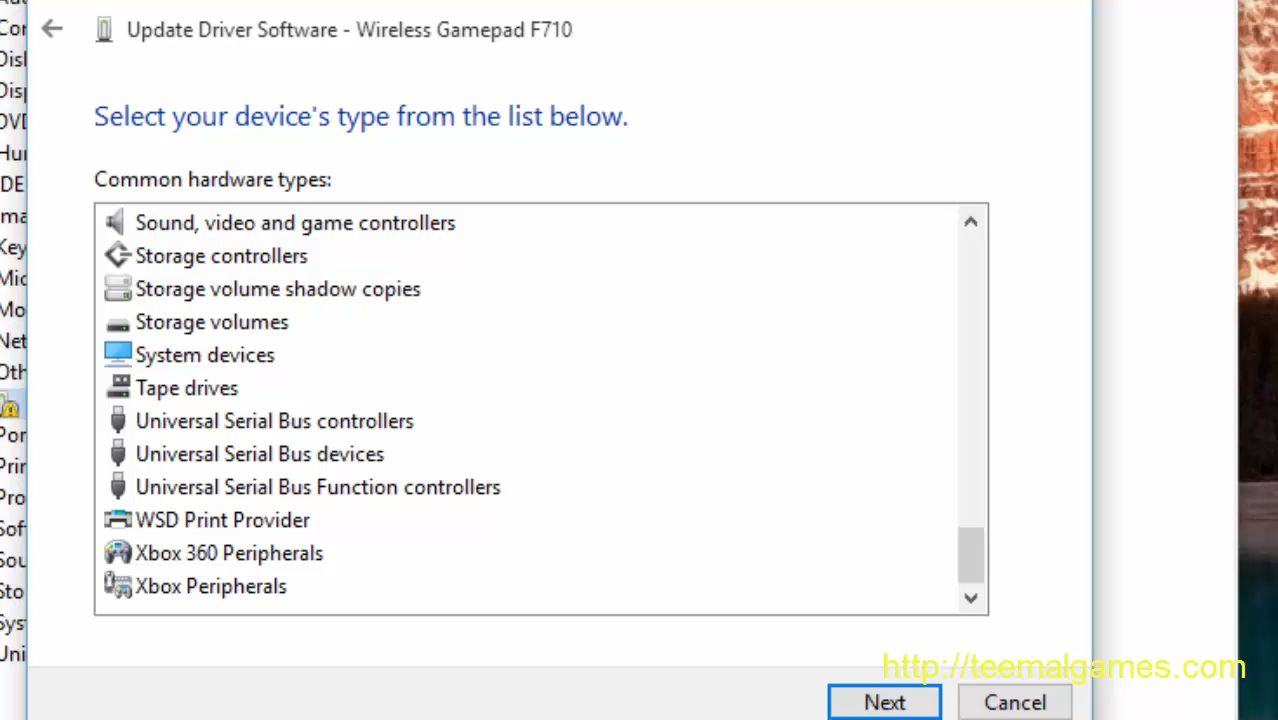 Update Driver Software - Wireless Gamepad F710
Select your device's type from the list below.
Common hardware types:
Sound, video and game controllers
Storage controllers
Storage volume shadow copies
Storage volumes
System devices
Tape drives
Universal Serial Bus controllers
Universal Serial Bus devices
Universal Serial Bus Function controllers
WSD Print Provider
Xbox 360 Peripherals
Xbox Peripherals
http://teemalgames.com
Next Cancel